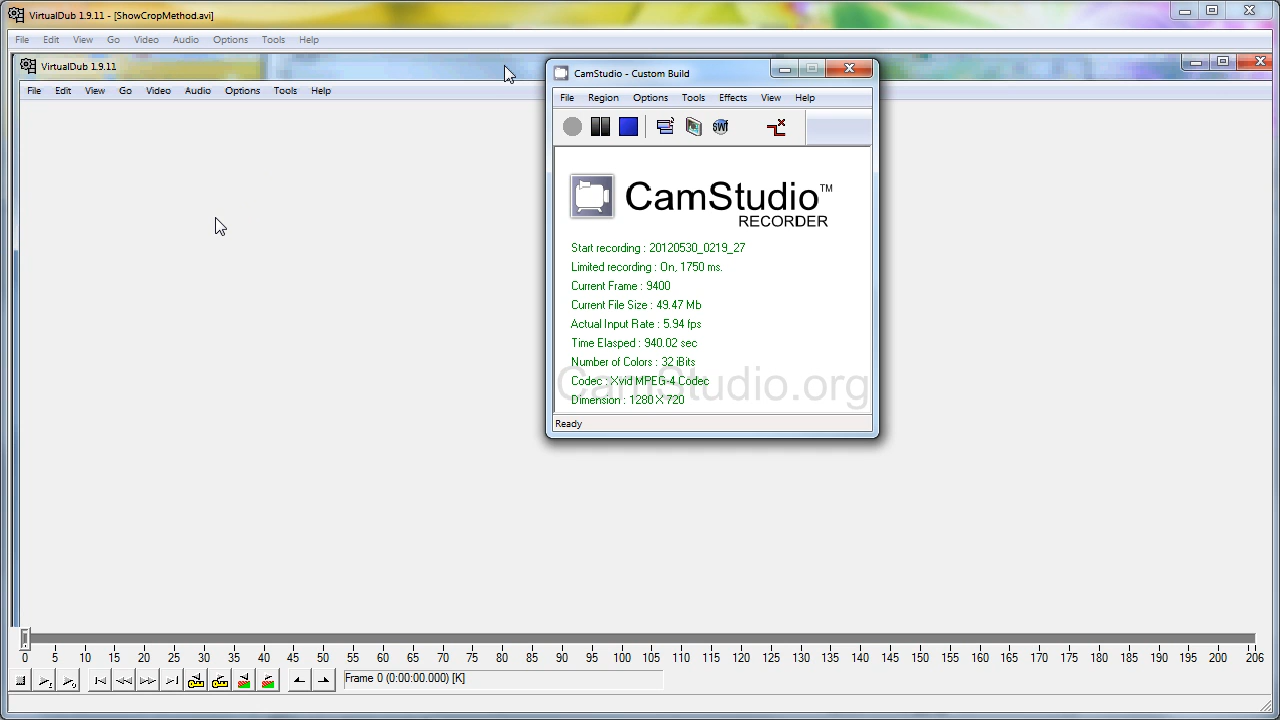 VirtualDub 1.9.11 - [ShowCropMethod.avi]
File Edit View Go Video Audio Options Tools Help
VirtualDub 1.9.11
File Edit View Go Video Audio Options Tools Help
CamStudio - Custom Build
File Region Options Tools Effects View Help
SWf
CamStudio™
RECORDER
Start recording : 20120530_0219_27
Limited recording : On, 1750 ms.
Current Frame : 9400
Current File Size : 49.47 Mb
Actual Input Rate : 5.94 fps
Time Elasped : 940.02 sec
Number of Colors : 32 iBits
CamStudio.org
Codec : Xvid MPEG-4 Codec
Dimension : 1280 X 720
Ready
0 5 10 15 20 25 30 35 40 45 50 55 60 65 70 75 80 85 90 95 100 105 110 115 120 125 130 135 140 145 150 155 160 165 170 175 180 185 190 195 200 206
Frame 0 (0:00:00.000) [K]